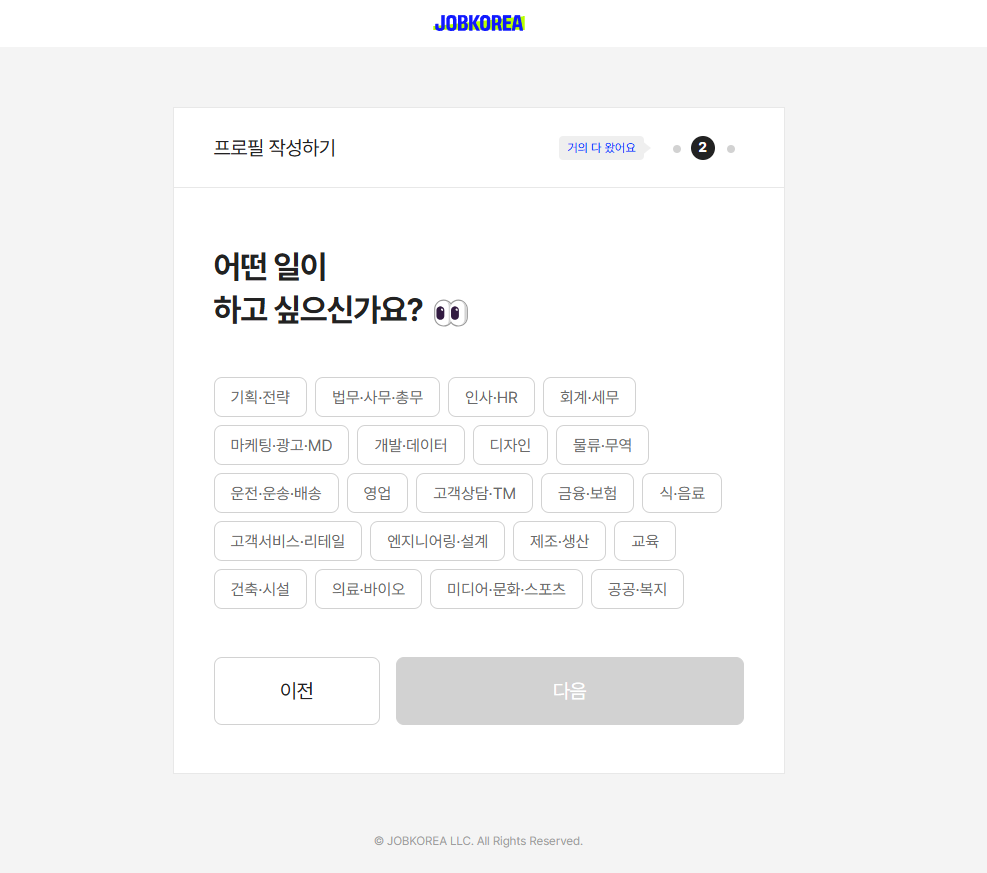 JOBKOREA
프로필 작성하기
거의 다 왔어요
2
어떤 일이
하고 싶으신가요? 👀
기획·전략 법무·사무·총무 인사·HR 회계·세무
마케팅·광고·MD 개발·데이터 디자인 물류·무역
운전·운송·배송 영업 고객상담·TM 금융·보험 식·음료
고객서비스·리테일 엔지니어링·설계 제조·생산 교육
건축·시설 의료·바이오 미디어·문화·스포츠 공공·복지
이전 다음
© JOBKOREA LLC. All Rights Reserved.